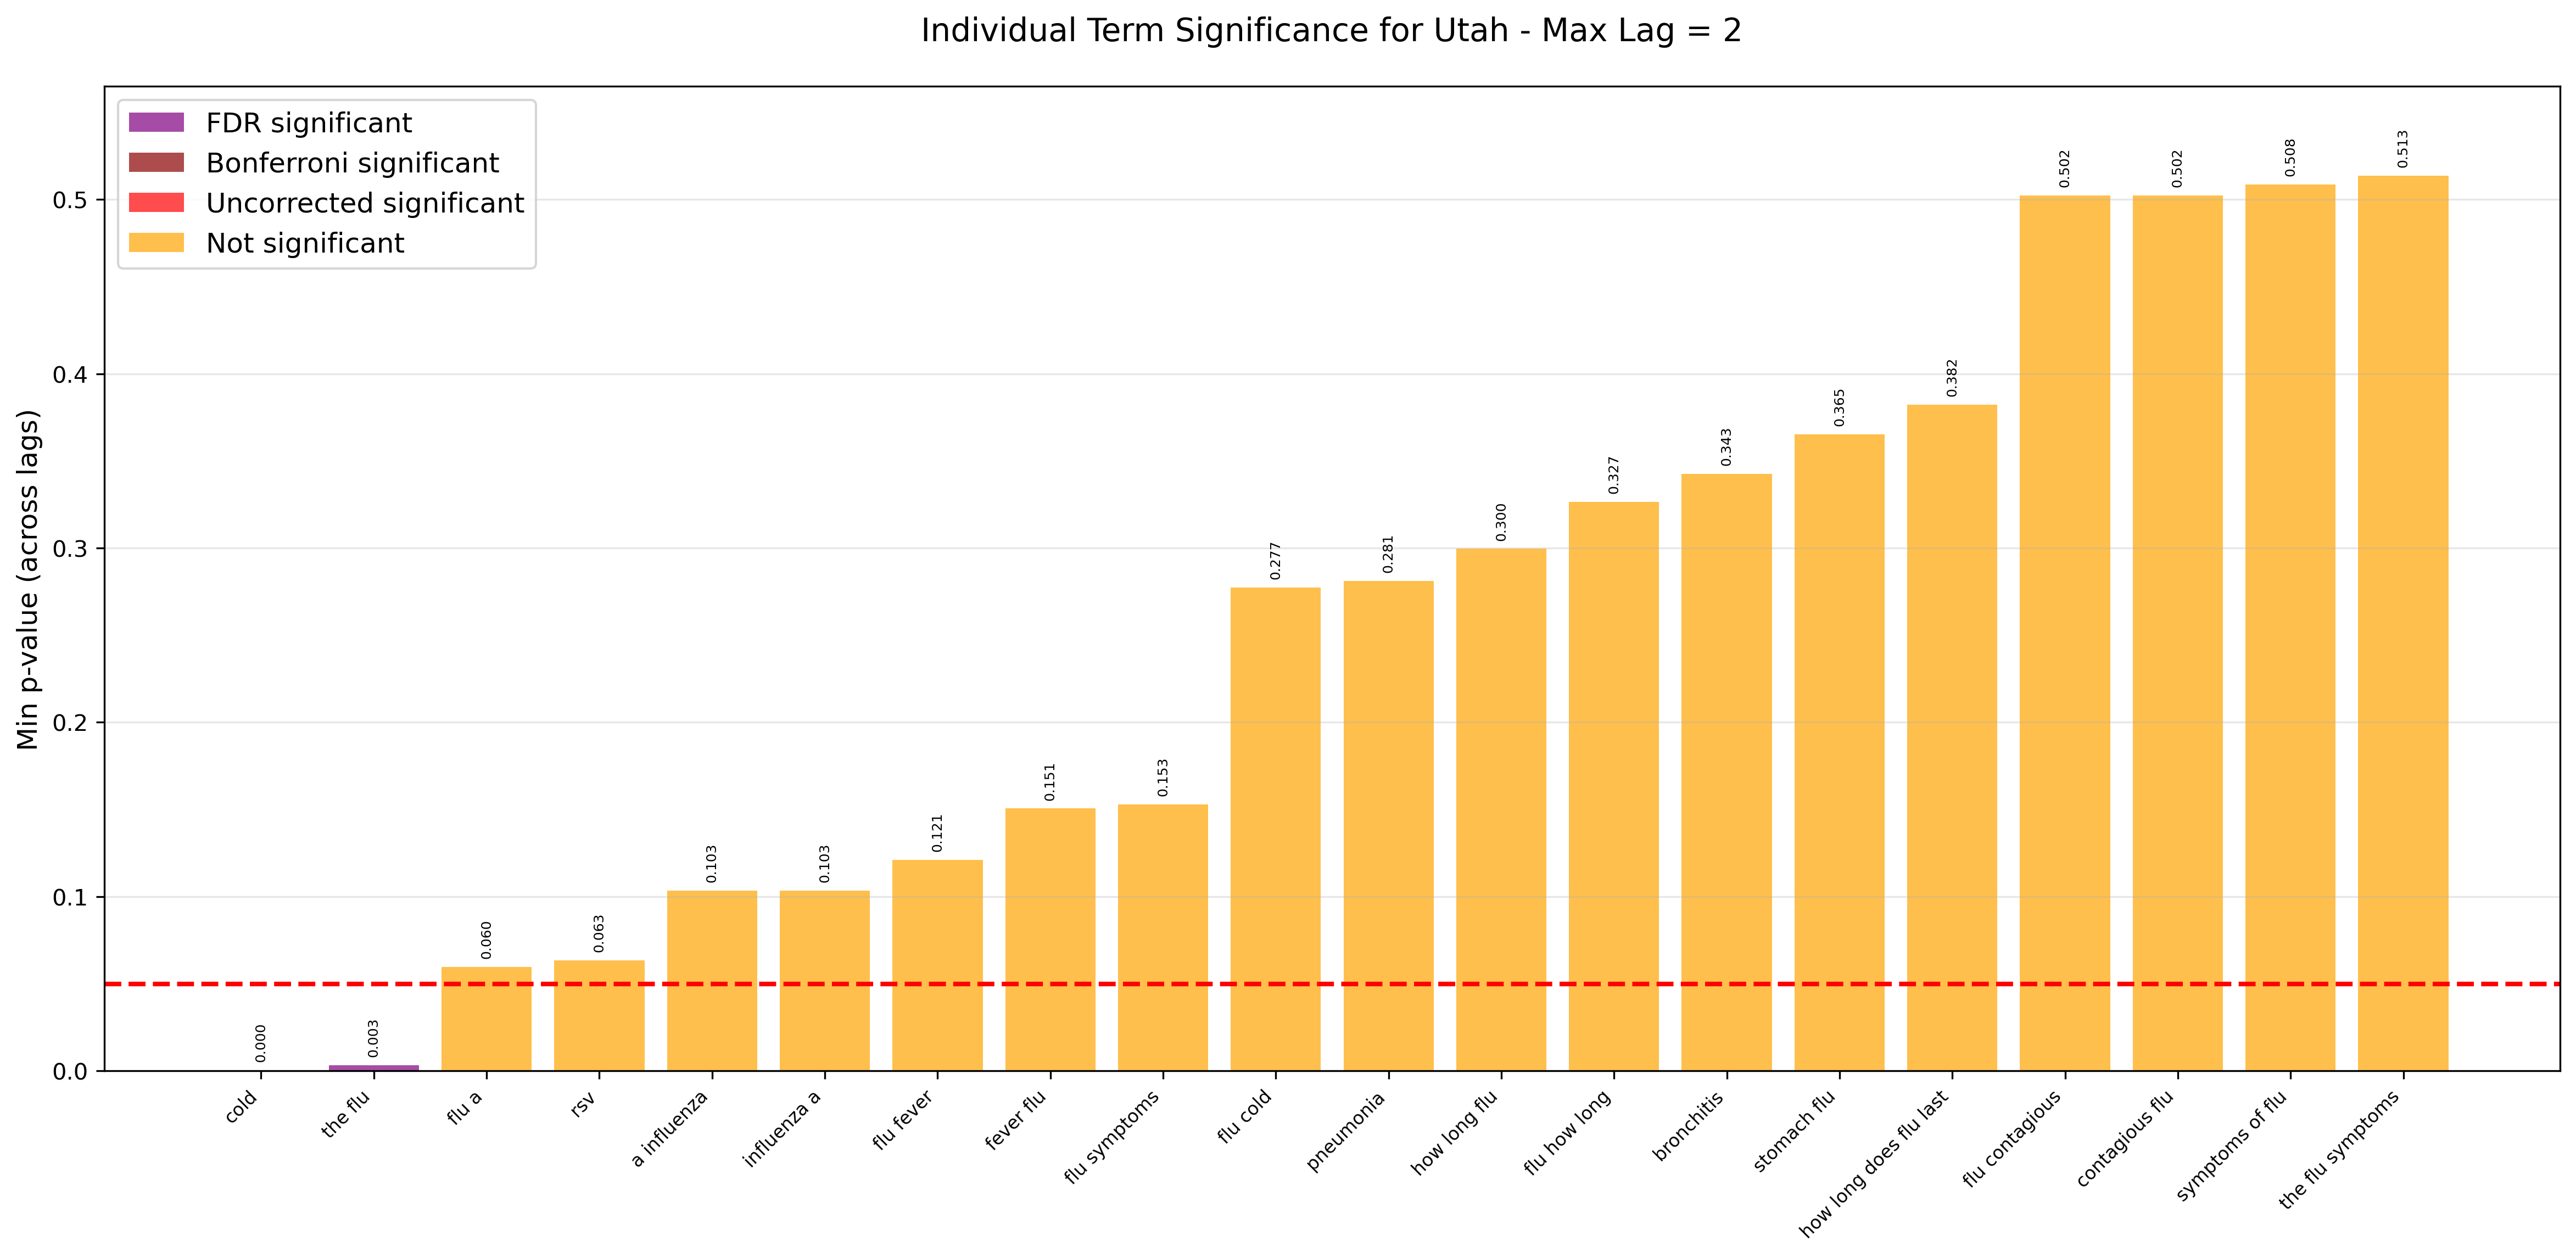 Individual Term Significance for Utah - Max Lag = 2
FDR significant
Bonferroni significant
Uncorrected significant
Not significant
Min p-value (across lags)
0.5
0.4
0.3
0.2
0.1
0.0
0.000
0.003
0.060
0.063
0.103
0.103
0.121
0.151
0.153
0.277
0.281
0.300
0.327
0.343
0.365
0.382
0.502
0.502
0.508
0.513
cold
the flu
flu a
rsv
a influenza
influenza a
flu fever
fever flu
flu symptoms
flu cold
pneumonia
how long flu
flu how long
bronchitis
stomach flu
how long does flu last
flu contagious
contagious flu
symptoms of flu
the flu symptoms